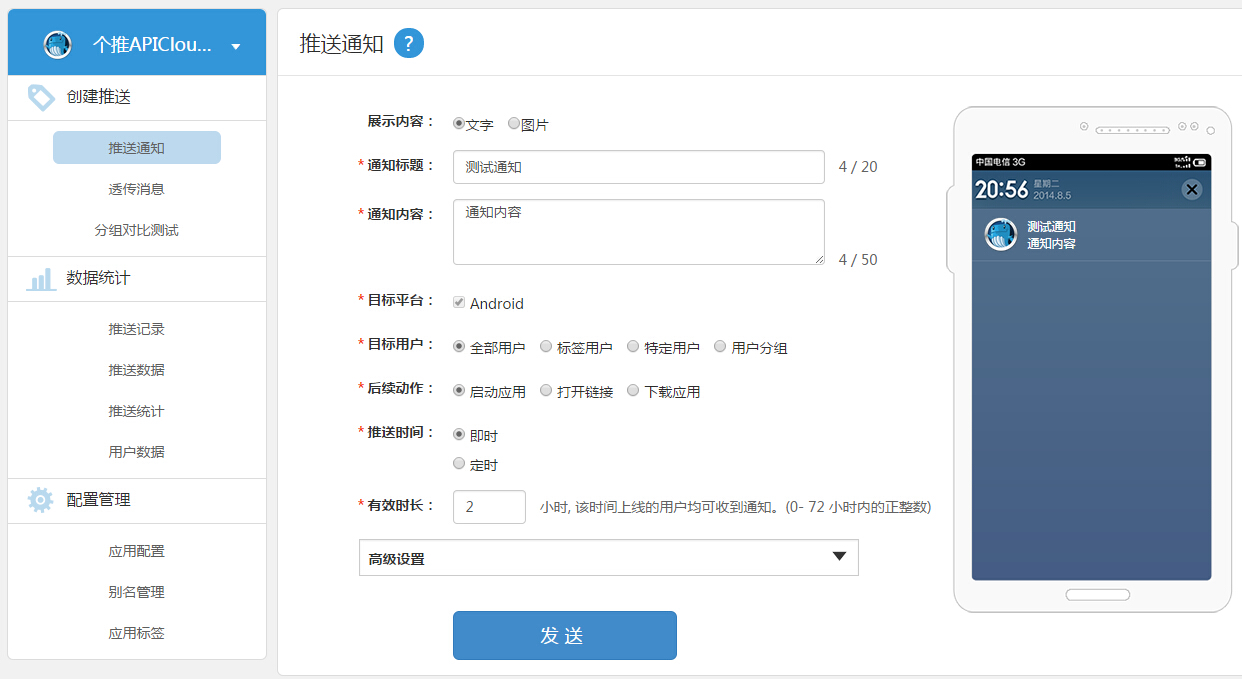 个推APIClou...
创建推送
推送通知
透传消息
分组对比测试
数据统计
推送记录
推送数据
推送统计
用户数据
配置管理
应用配置
别名管理
应用标签
推送通知 ?
展示内容： 文字 图片
*通知标题： 测试通知 4 / 20
*通知内容： 通知内容 4 / 50
*目标平台： Android
*目标用户： 全部用户 标签用户 特定用户 用户分组
*后续动作： 启动应用 打开链接 下载应用
*推送时间： 即时
定时
*有效时长： 2 小时, 该时间上线的用户均可收到通知。(0- 72 小时内的正整数)
高级设置
发 送
中国电信 3G
20:56 星期二
2014.8.5
测试通知
通知内容